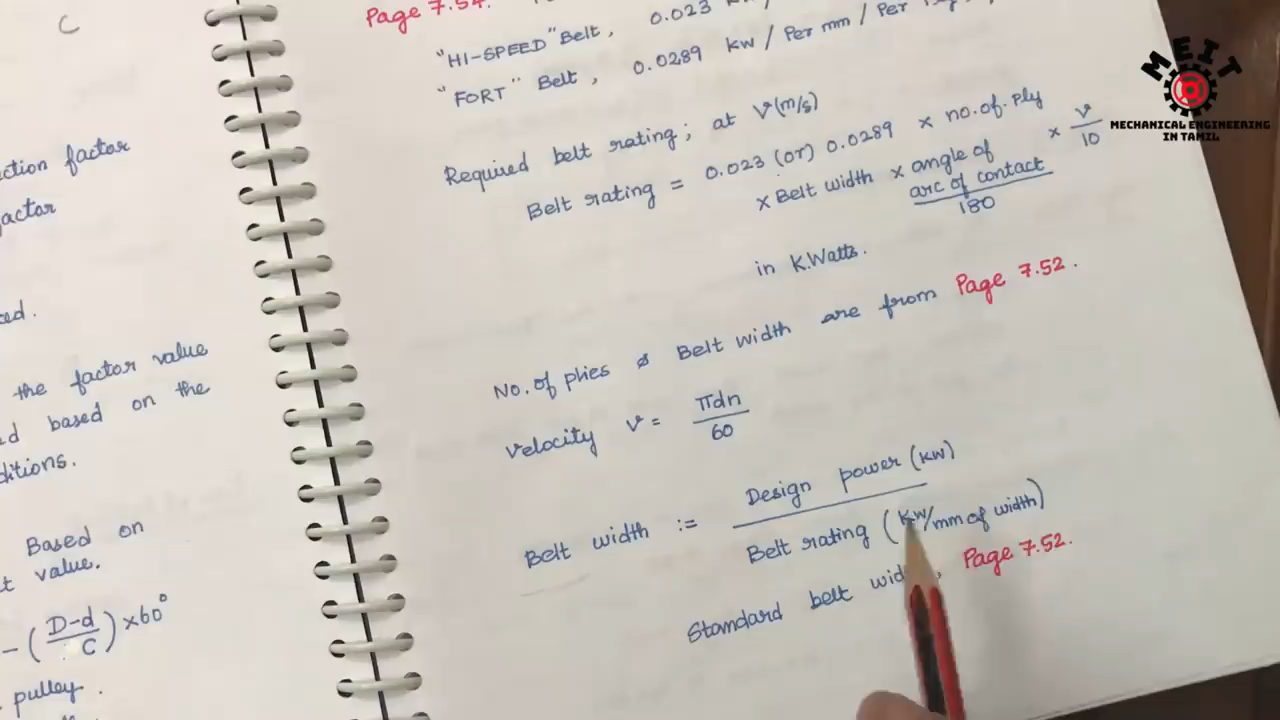 C
ction factor
factor
ced.
the factor value
d based on the
ditions.
Based on
t value.
- (D-d/C) ×60°
pulley.
Page 7.54.
"HI-SPEED" Belt, 0.023
"FORT" Belt, 0.0289 kw / Per mm / Per
Required belt rating; at V(m/s)
Belt rating = 0.023 (or) 0.0289 × no.of.ply
× Belt width × angle of arc of contact/180 × v/10
in K.Watts.
No. of plies & Belt width are from Page 7.52.
velocity v = πdn/60
Belt width := Design power (kw)/Belt rating (kw/mm of width)
Standard belt wid Page 7.52.
MEIT
MECHANICAL ENGINEERING
IN TAMIL